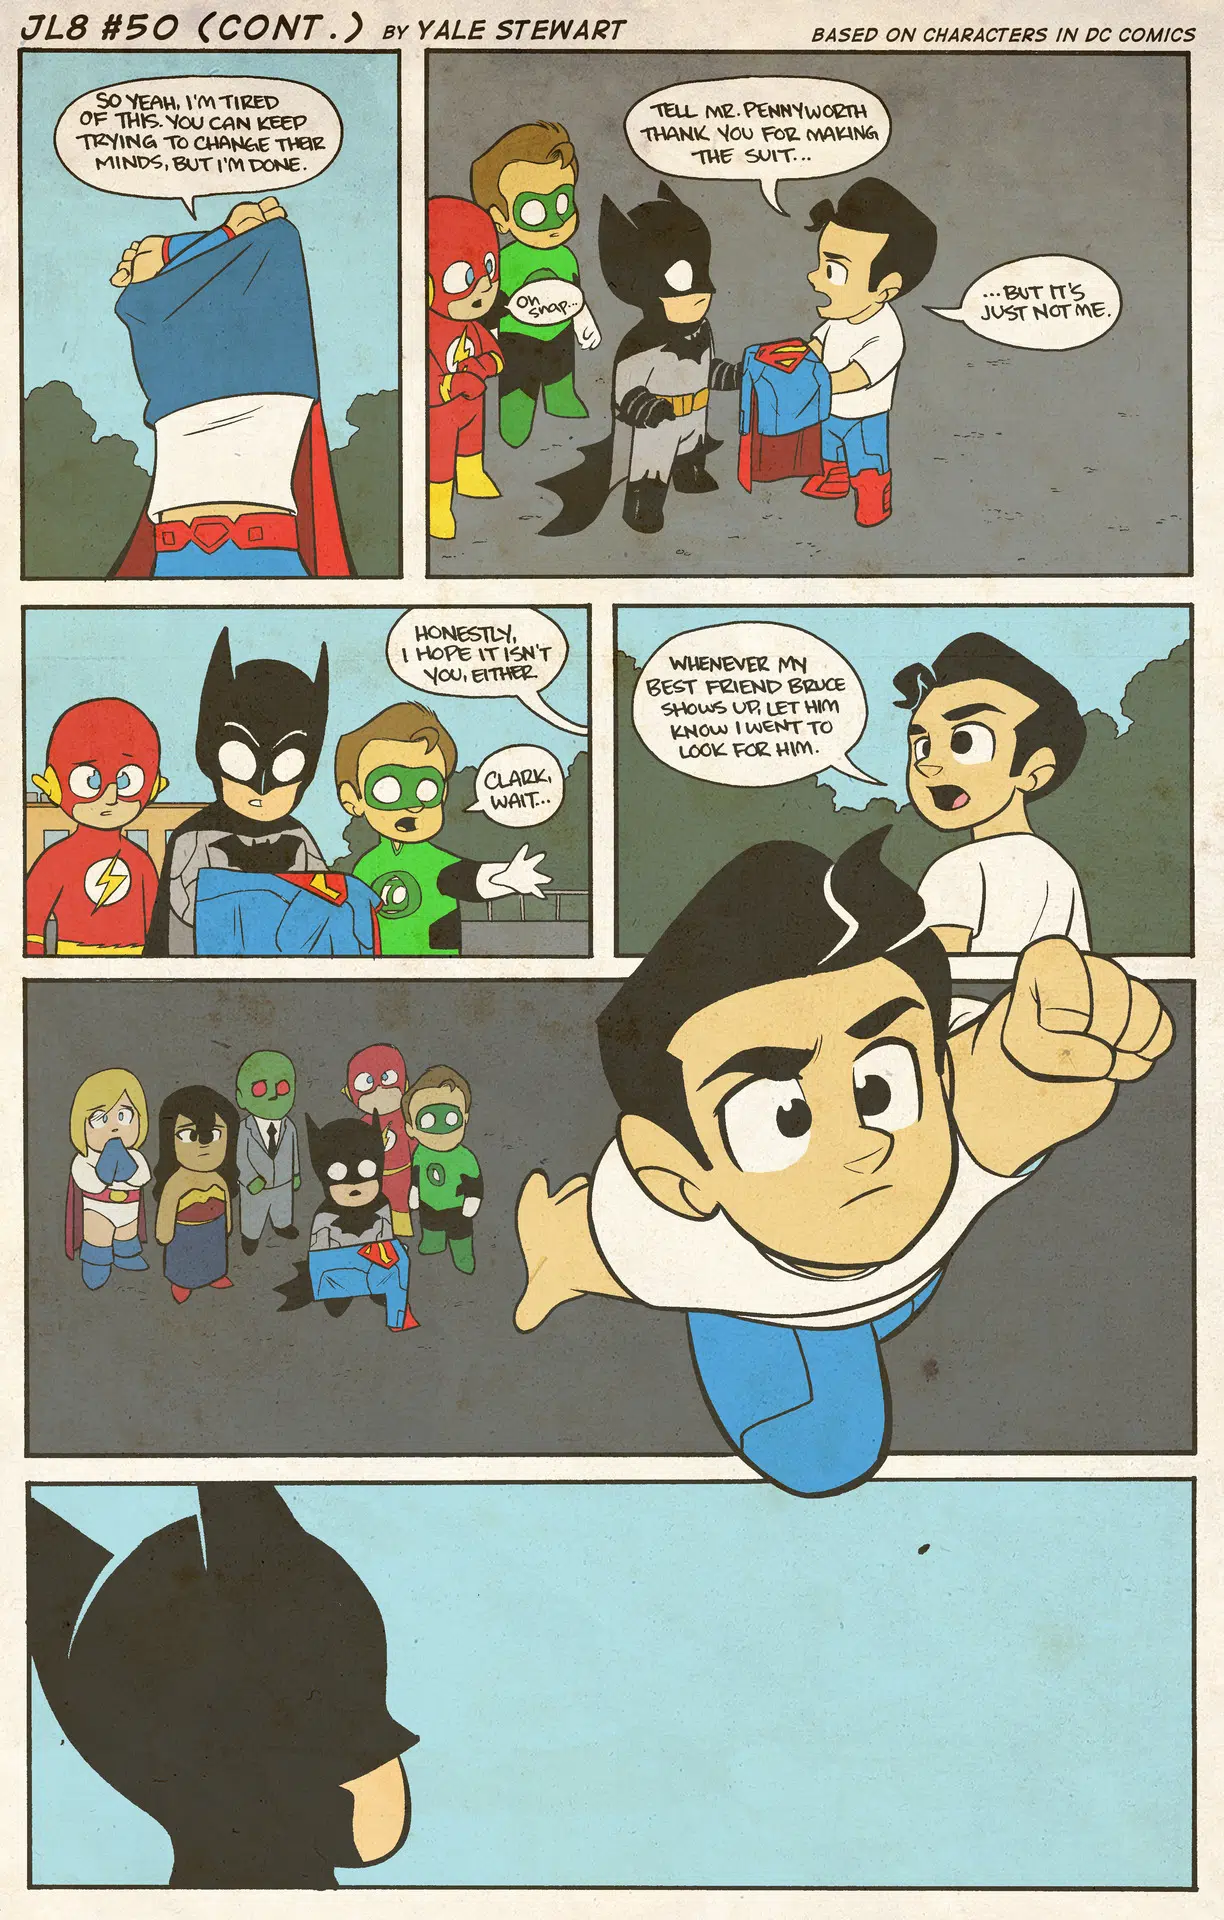 JL8 #50 (CONT.) BY YALE STEWART
BASED ON CHARACTERS IN DC COMICS
SO YEAH, I'M TIRED
OF THIS. YOU CAN KEEP
TRYING TO CHANGE THEIR
MINDS, BUT I'M DONE.
TELL MR. PENNYWORTH
THANK YOU FOR MAKING
THE SUIT...
OH
SNAP...
...BUT IT'S
JUST NOT ME.
HONESTLY,
I HOPE IT ISN'T
YOU, EITHER.
CLARK,
WAIT...
WHENEVER MY
BEST FRIEND BRUCE
SHOWS UP, LET HIM
KNOW I WENT TO
LOOK FOR HIM.